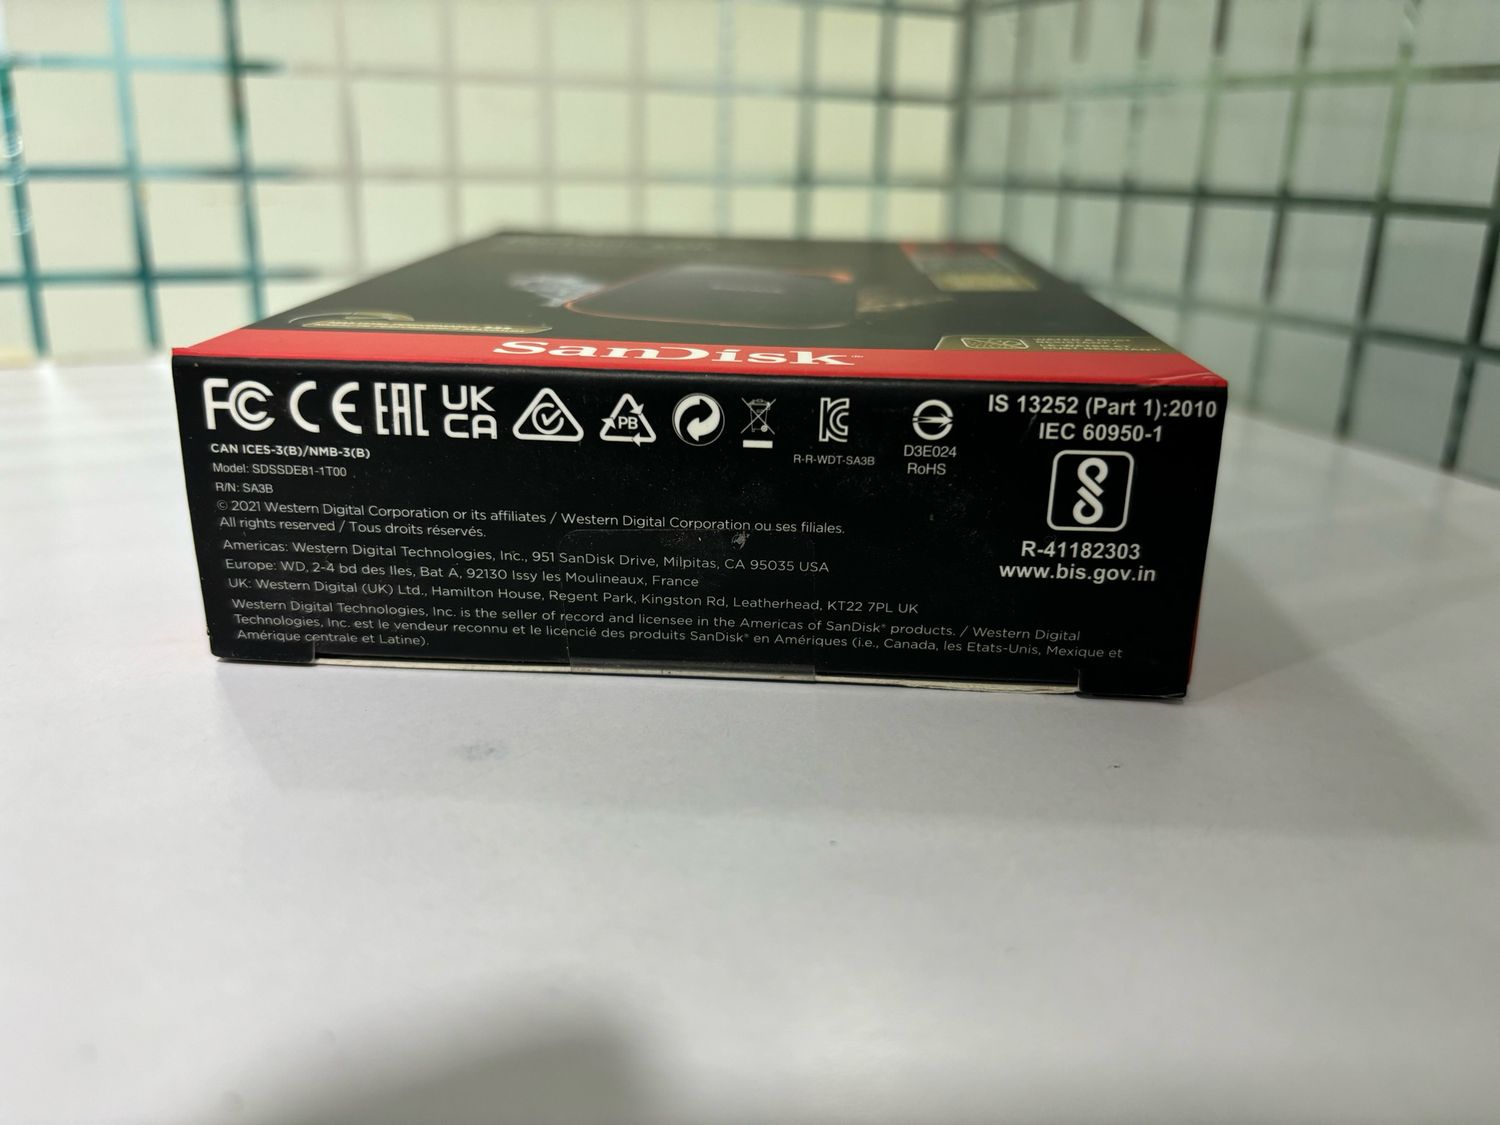 SanDisk
FC CE EAC UK
CA
PB
R-R-WDT-SA3B
D3E024
RoHS
IS 13252 (Part 1):2010
IEC 60950-1
R-41182303
www.bis.gov.in
CAN ICES-3(B)/NMB-3(B)
Model: SDSSDE81-1T00
R/N: SA3B
© 2021 Western Digital Corporation or its affiliates / Western Digital Corporation ou ses filiales.
All rights reserved / Tous droits réservés.
Americas: Western Digital Technologies, Inc., 951 SanDisk Drive, Milpitas, CA 95035 USA
Europe: WD, 2-4 bd des Iles, Bat A, 92130 Issy les Moulineaux, France
UK: Western Digital (UK) Ltd., Hamilton House, Regent Park, Kingston Rd, Leatherhead, KT22 7PL UK
Western Digital Technologies, Inc. is the seller of record and licensee in the Americas of SanDisk® products. / Western Digital
Technologies, Inc. est le vendeur reconnu et le licencié des produits SanDisk® en Amériques (i.e., Canada, les Etats-Unis, Mexique et
Amérique centrale et Latine).